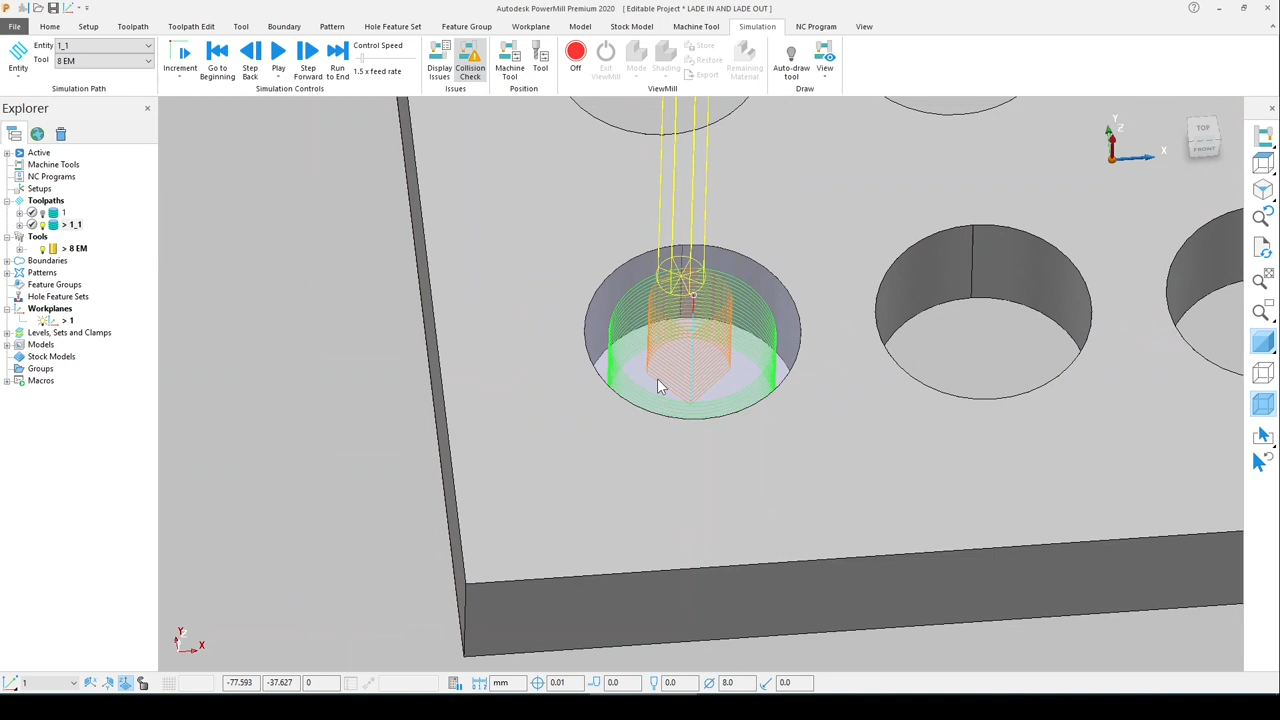 Autodesk PowerMill Premium 2020 [ Editable Project * LADE IN AND LADE OUT ]
File Home Setup Toolpath Toolpath Edit Tool Boundary Pattern Hole Feature Set Feature Group Workplane Model Stock Model Machine Tool Simulation NC Program View
Entity
Entity 1_1
Tool 8 EM
Simulation Path
Increment
Go to Beginning
Step Back
Play
Step Forward
Run to End
Control Speed
1.5 x feed rate
Simulation Controls
Display Issues
Collision Check
Issues
Machine Tool
Tool
Position
Off
Exit ViewMill
Mode
Shading
Store
Restore
Export
Remaining Material
ViewMill
Auto-draw tool
View
Draw
Explorer
Active
Machine Tools
NC Programs
Setups
Toolpaths
1
> 1_1
Tools
> 8 EM
Boundaries
Patterns
Feature Groups
Hole Feature Sets
Workplanes
> 1
Levels, Sets and Clamps
Models
Stock Models
Groups
Macros
Y
Z
X
TOP
FRONT
Y
Z
X
1 -77.593 -37.627 0 mm 0.01 0.0 0.0 8.0 0.0